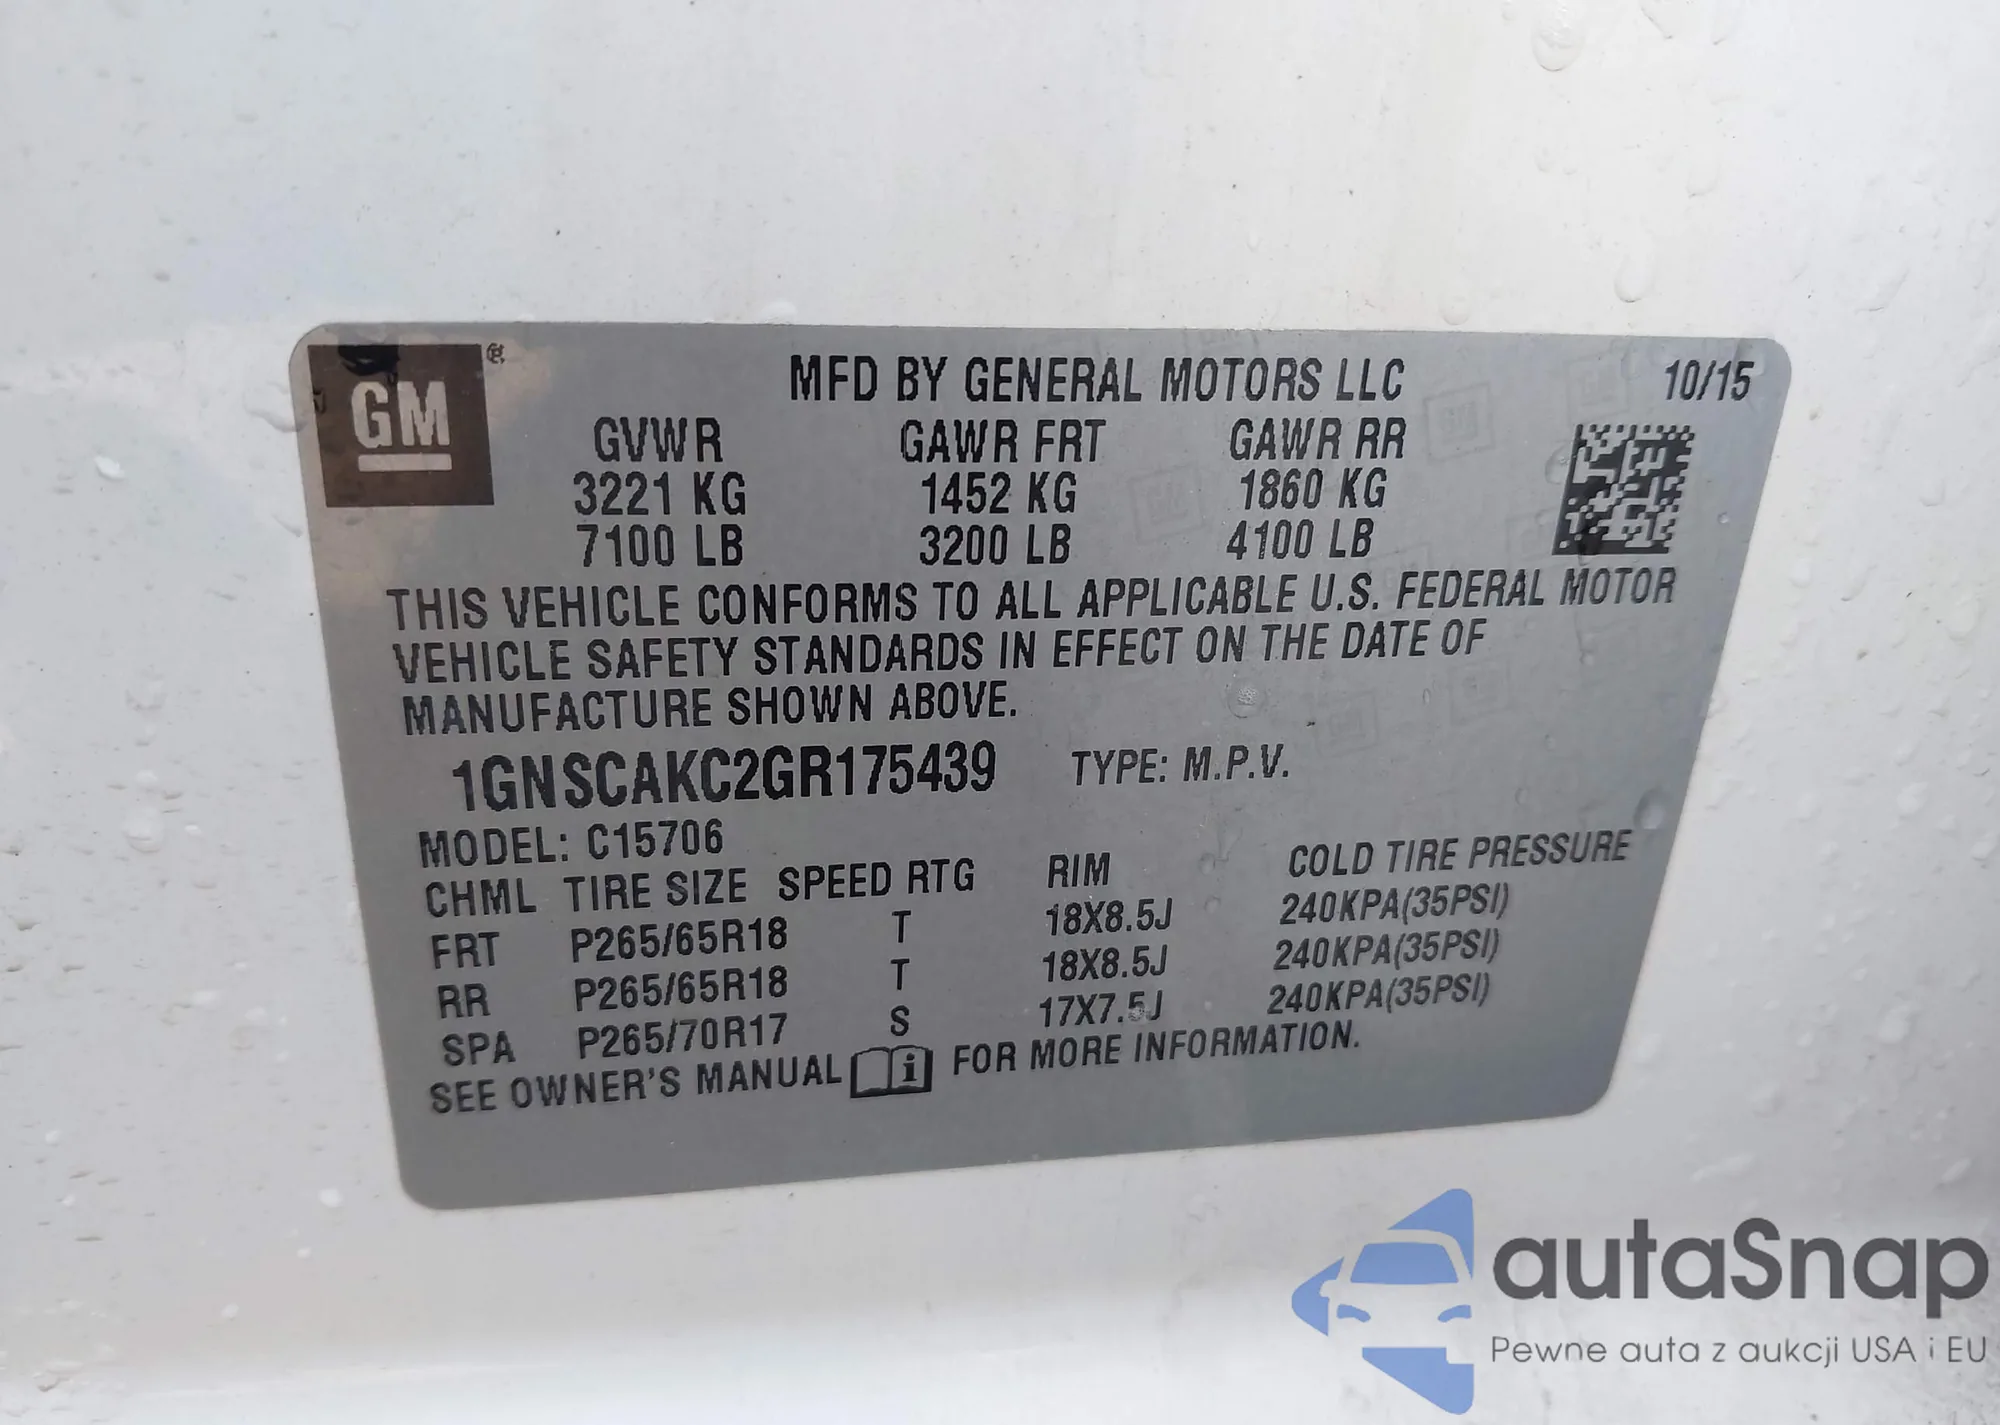 GM
MFD BY GENERAL MOTORS LLC 10/15
GVWR GAWR FRT GAWR RR
3221 KG 1452 KG 1860 KG
7100 LB 3200 LB 4100 LB
THIS VEHICLE CONFORMS TO ALL APPLICABLE U.S. FEDERAL MOTOR
VEHICLE SAFETY STANDARDS IN EFFECT ON THE DATE OF
MANUFACTURE SHOWN ABOVE.
1GNSCAKC2GR175439 TYPE: M.P.V.
MODEL: C15706
CHML TIRE SIZE SPEED RTG RIM COLD TIRE PRESSURE
FRT P265/65R18 T 18X8.5J 240KPA(35PSI)
RR P265/65R18 T 18X8.5J 240KPA(35PSI)
SPA P265/70R17 S 17X7.5J 240KPA(35PSI)
SEE OWNER'S MANUAL i FOR MORE INFORMATION.
autaSnap
Pewne auta z aukcji USA i EU